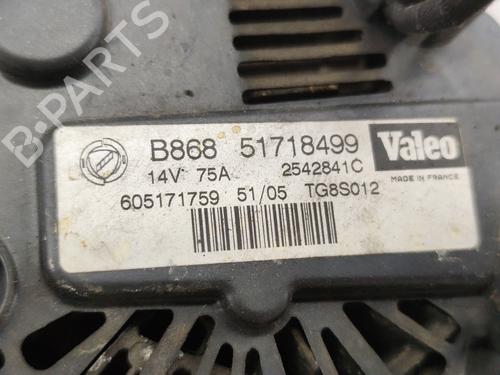 B868 51718499
Valeo
14V 75A 2542841C
MADE IN FRANCE
605171759 51/05 TG8S012
B-PARTS